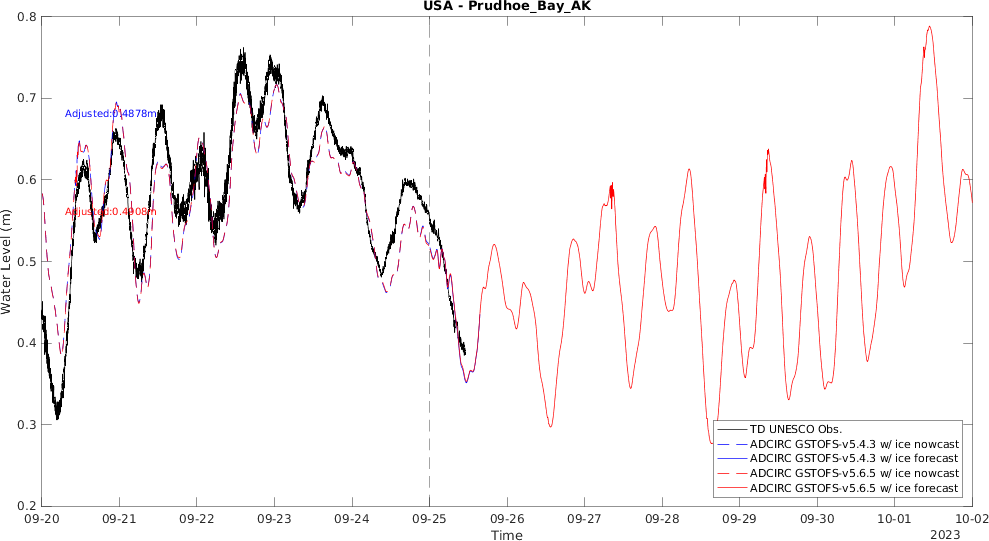 USA - Prudhoe_Bay_AK
0.8
0.7
0.6
0.5
0.4
0.3
0.2
Water Level (m)
Adjusted:0.4878m
Adjusted:0.4908m
TD UNESCO Obs.
ADCIRC GSTOFS-v5.4.3 w/ ice nowcast
ADCIRC GSTOFS-v5.4.3 w/ ice forecast
ADCIRC GSTOFS-v5.6.5 w/ ice nowcast
ADCIRC GSTOFS-v5.6.5 w/ ice forecast
09-20 09-21 09-22 09-23 09-24 09-25 09-26 09-27 09-28 09-29 09-30 10-01 10-02
Time
2023